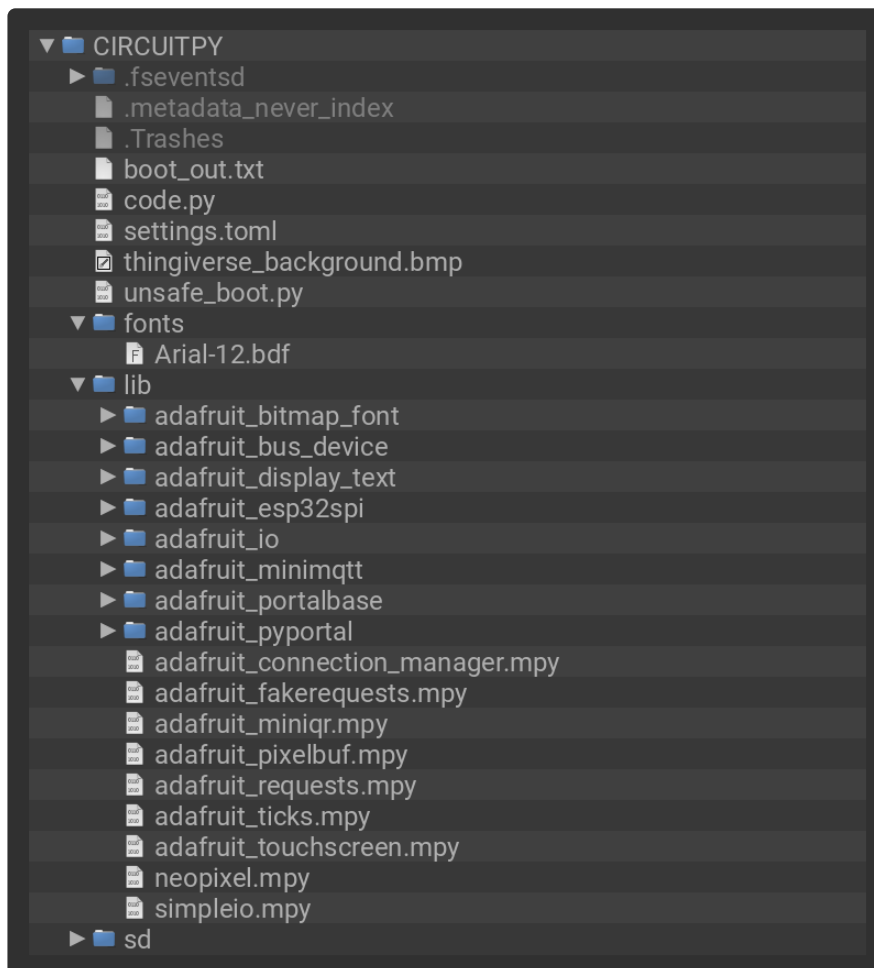 CIRCUITPY
.fseventsd
.metadata_never_index
.Trashes
boot_out.txt
code.py
settings.toml
thingiverse_background.bmp
unsafe_boot.py
fonts
Arial-12.bdf
lib
adafruit_bitmap_font
adafruit_bus_device
adafruit_display_text
adafruit_esp32spi
adafruit_io
adafruit_minimqtt
adafruit_portalbase
adafruit_pyportal
adafruit_connection_manager.mpy
adafruit_fakerequests.mpy
adafruit_miniqr.mpy
adafruit_pixelbuf.mpy
adafruit_requests.mpy
adafruit_ticks.mpy
adafruit_touchscreen.mpy
neopixel.mpy
simpleio.mpy
sd